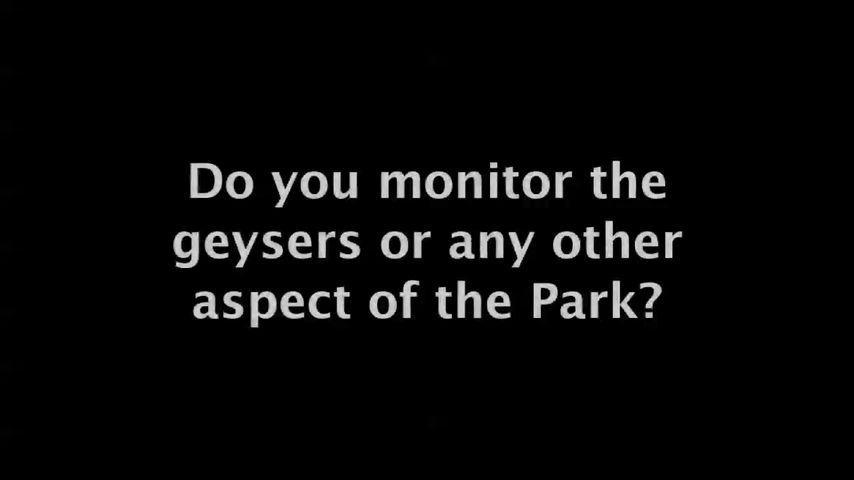 Do you monitor the
geysers or any other
aspect of the Park?